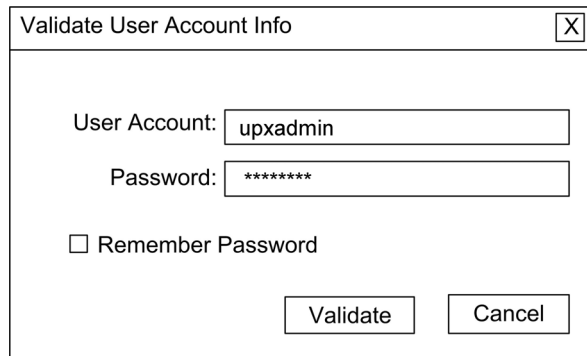 Validate User Account Info X
User Account: upxadmin
Password: ********
Remember Password
Validate Cancel